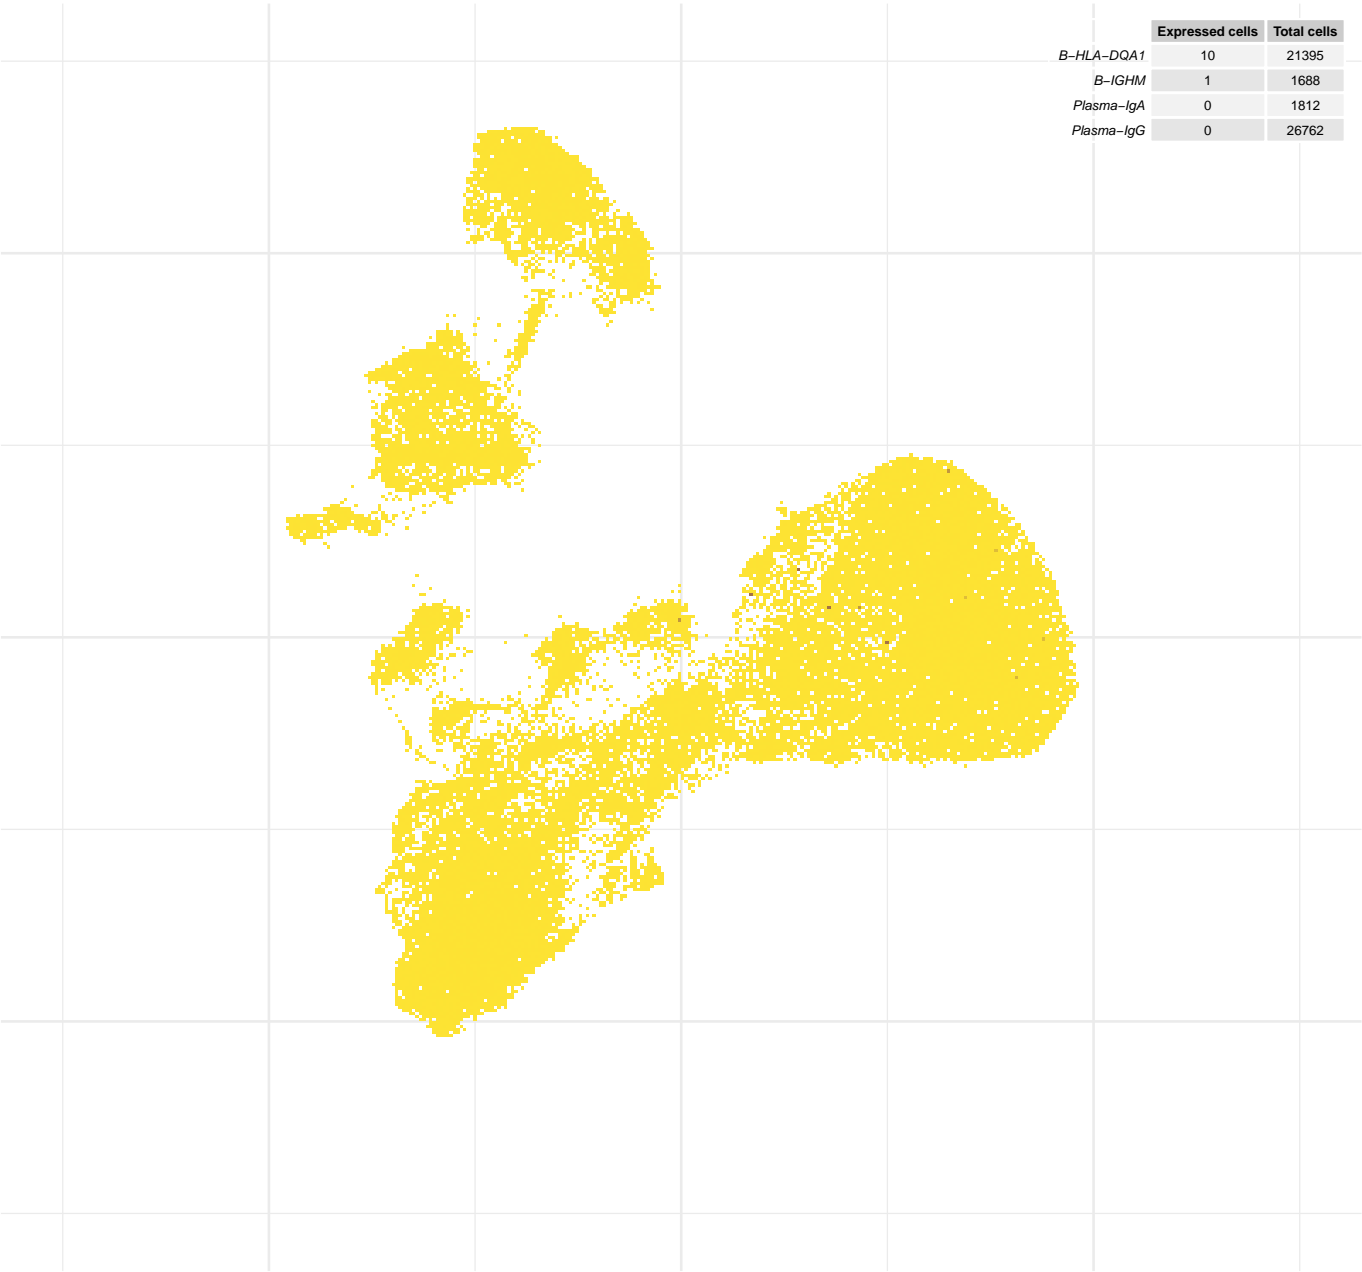 Expressed cells Total cells
B−HLA−DQA1 10 21395
B−IGHM 1 1688
Plasma−IgA 0 1812
Plasma−IgG 0 26762